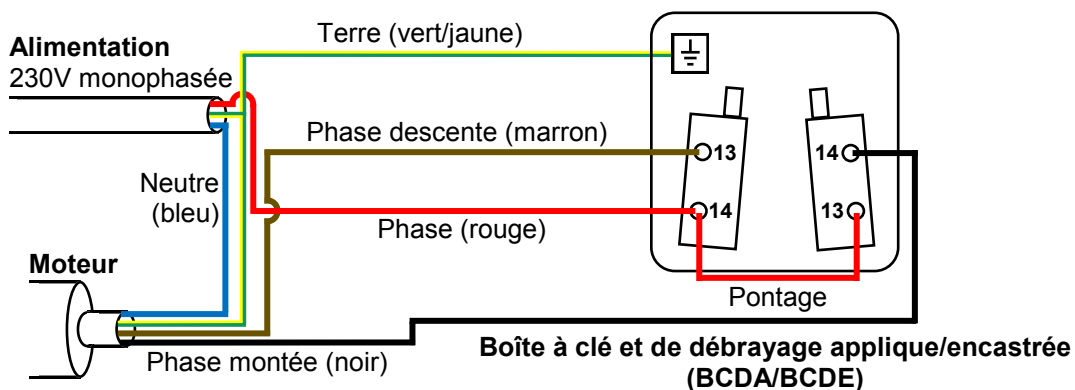 Alimentation
230V monophasée
Terre (vert/jaune)
Phase descente (marron)
13
14
14
13
Neutre
(bleu)
Phase (rouge)
Moteur
Pontage
Phase montée (noir)
Boîte à clé et de débrayage applique/encastrée
(BCDA/BCDE)